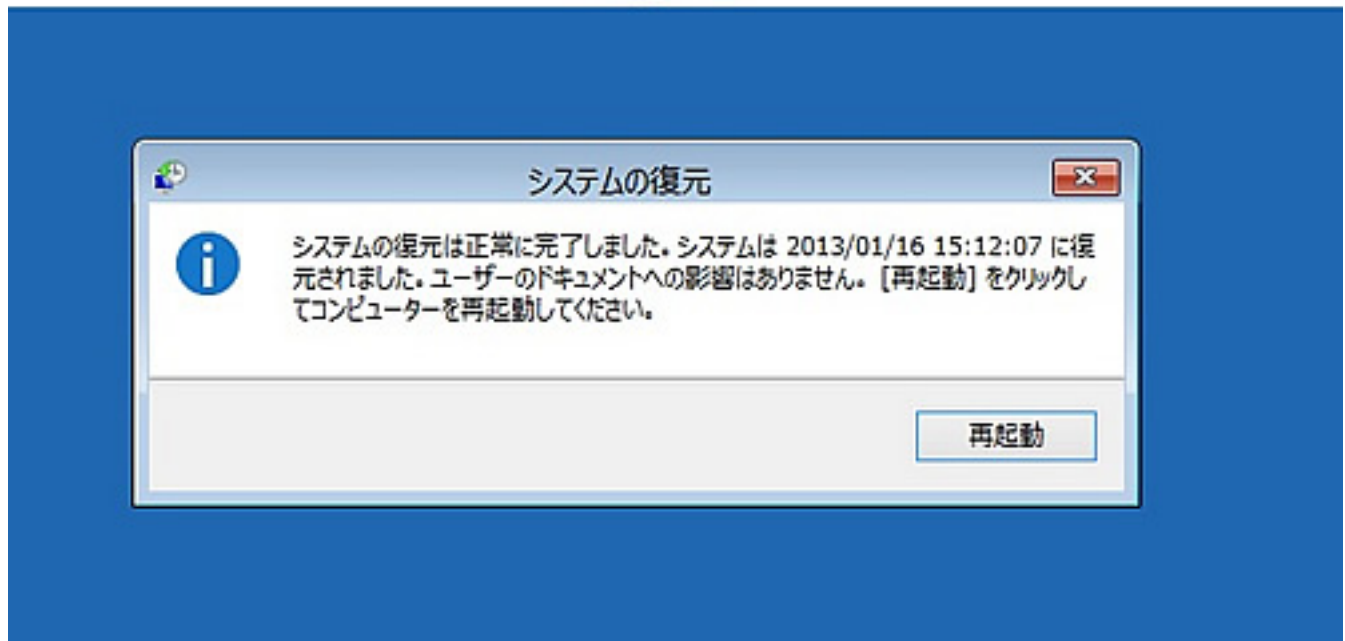 システムの復元
システムの復元は正常に完了しました。システムは 2013/01/16 15:12:07 に復
元されました。ユーザーのドキュメントへの影響はありません。 [再起動] をクリックし
てコンピューターを再起動してください。
再起動